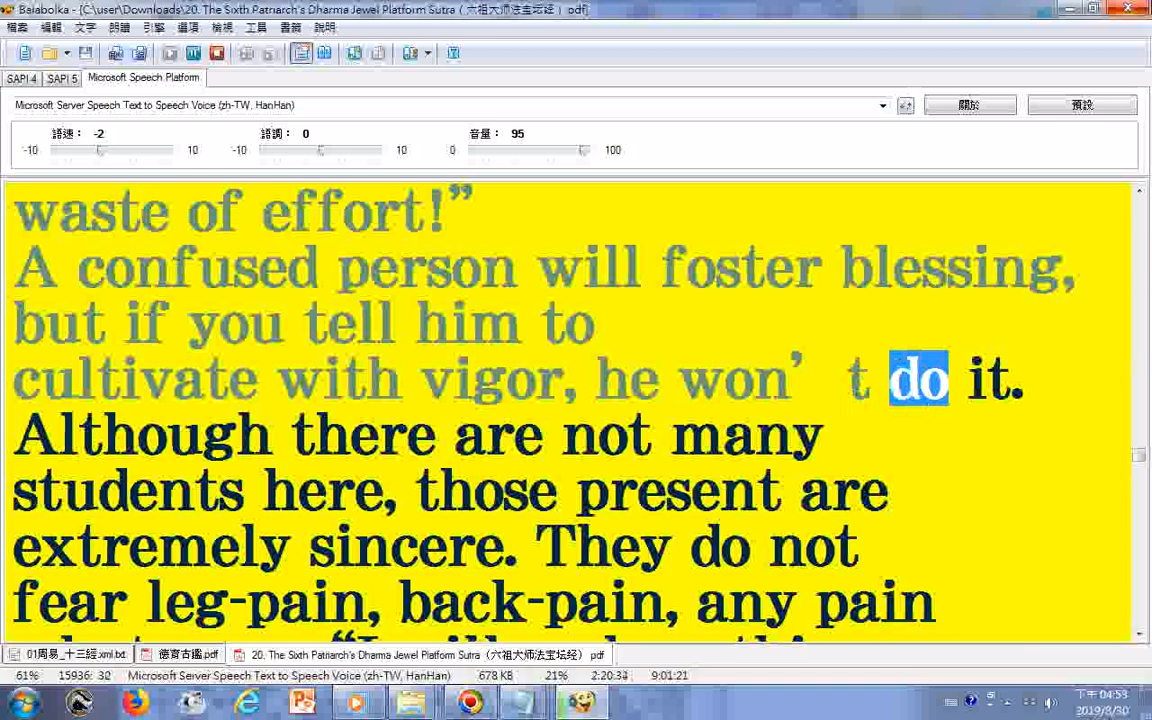 Balabolka - [C:\user\Downloads\20. The Sixth Patriarch's Dharma Jewel Platform Sutra（六祖大师法宝坛经）.pdf]
檔案 編輯 文字 朗讀 引擎 選項 檢視 工具 書籤 說明
SAPI 4 SAPI 5 Microsoft Speech Platform
Microsoft Server Speech Text to Speech Voice (zh-TW, HanHan) 關於 預設
語速： -2 語調： 0 音量： 95
-10 10 -10 10 0 100
waste of effort!”
A confused person will foster blessing,
but if you tell him to
cultivate with vigor, he won’t do it.
Although there are not many
students here, those present are
extremely sincere. They do not
fear leg-pain, back-pain, any pain
01周易_十三經.xml.txt 德育古鑑.pdf 20. The Sixth Patriarch's Dharma Jewel Platform Sutra（六祖大师法宝坛经）.pdf
61% 15936: 32 Microsoft Server Speech Text to Speech Voice (zh-TW, HanHan) 678 KB 21% 2:20:34 9:01:21
下午 04:53
2019/8/30